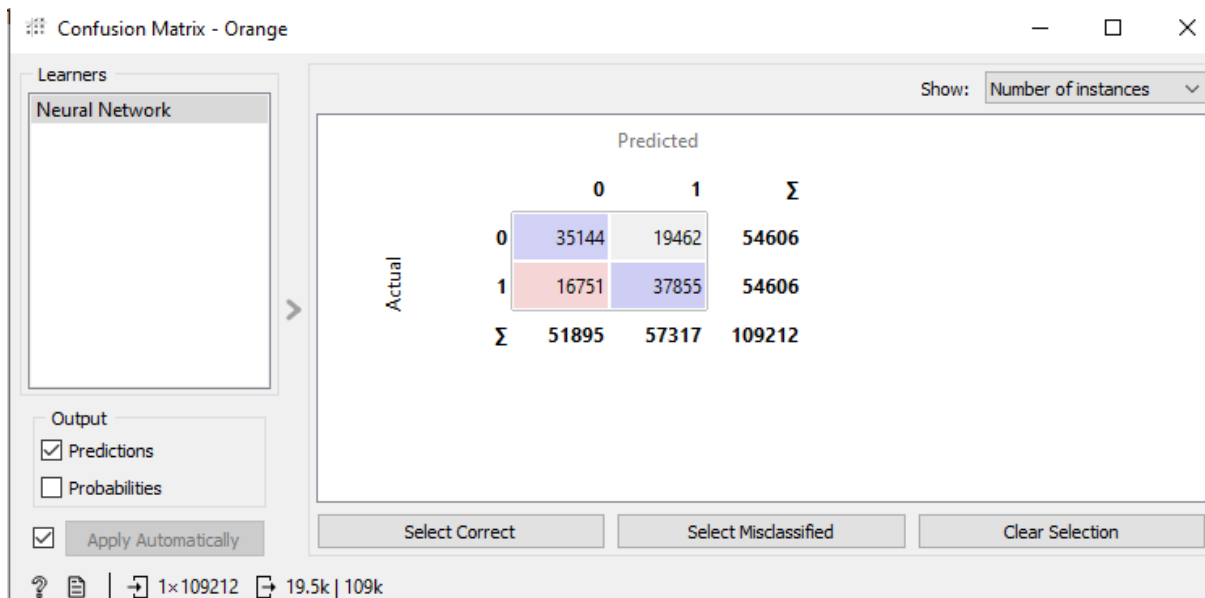 Confusion Matrix - Orange
Learners
Neural Network
Show: Number of instances
Predicted
0 1 Σ
0 35144 19462 54606
Actual
1 16751 37855 54606
Σ 51895 57317 109212
Output
Predictions
Probabilities
Apply Automatically
Select Correct Select Misclassified Clear Selection
? 1×109212 19.5k | 109k